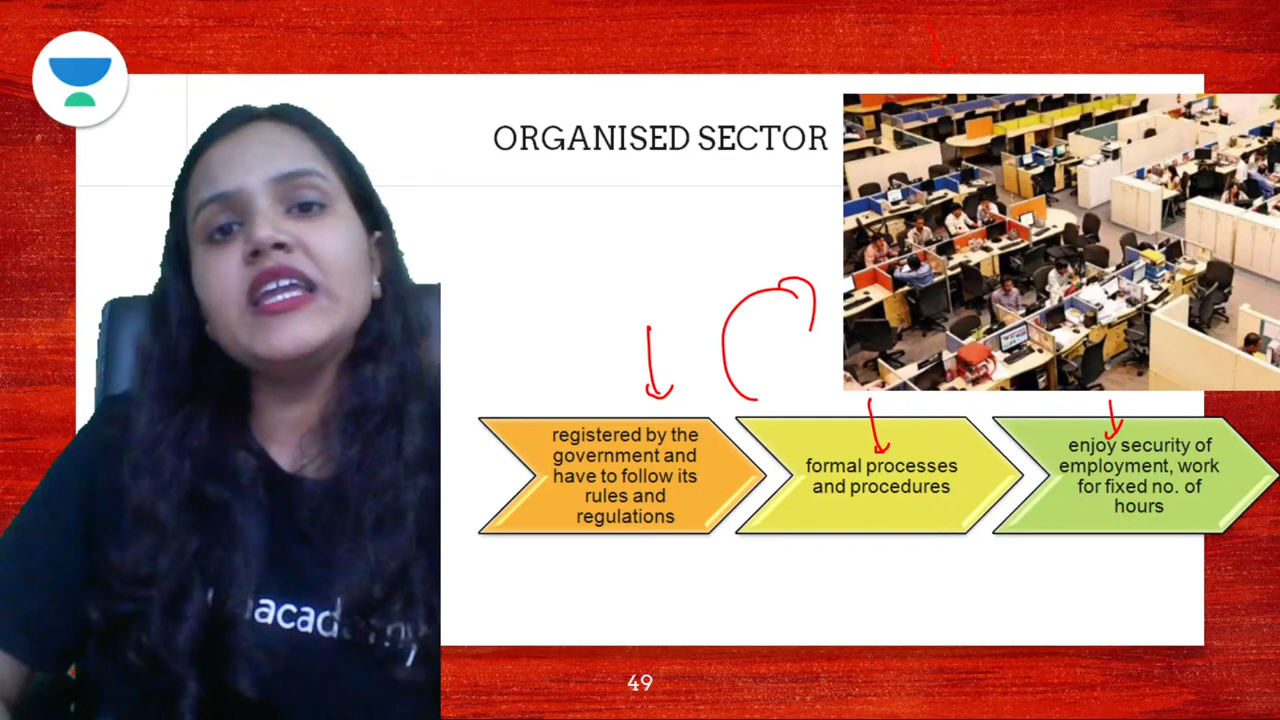 ORGANISED SECTOR
registered by the
government and
have to follow its
rules and
regulations
formal processes
and procedures
enjoy security of
employment, work
for fixed no. of
hours
49